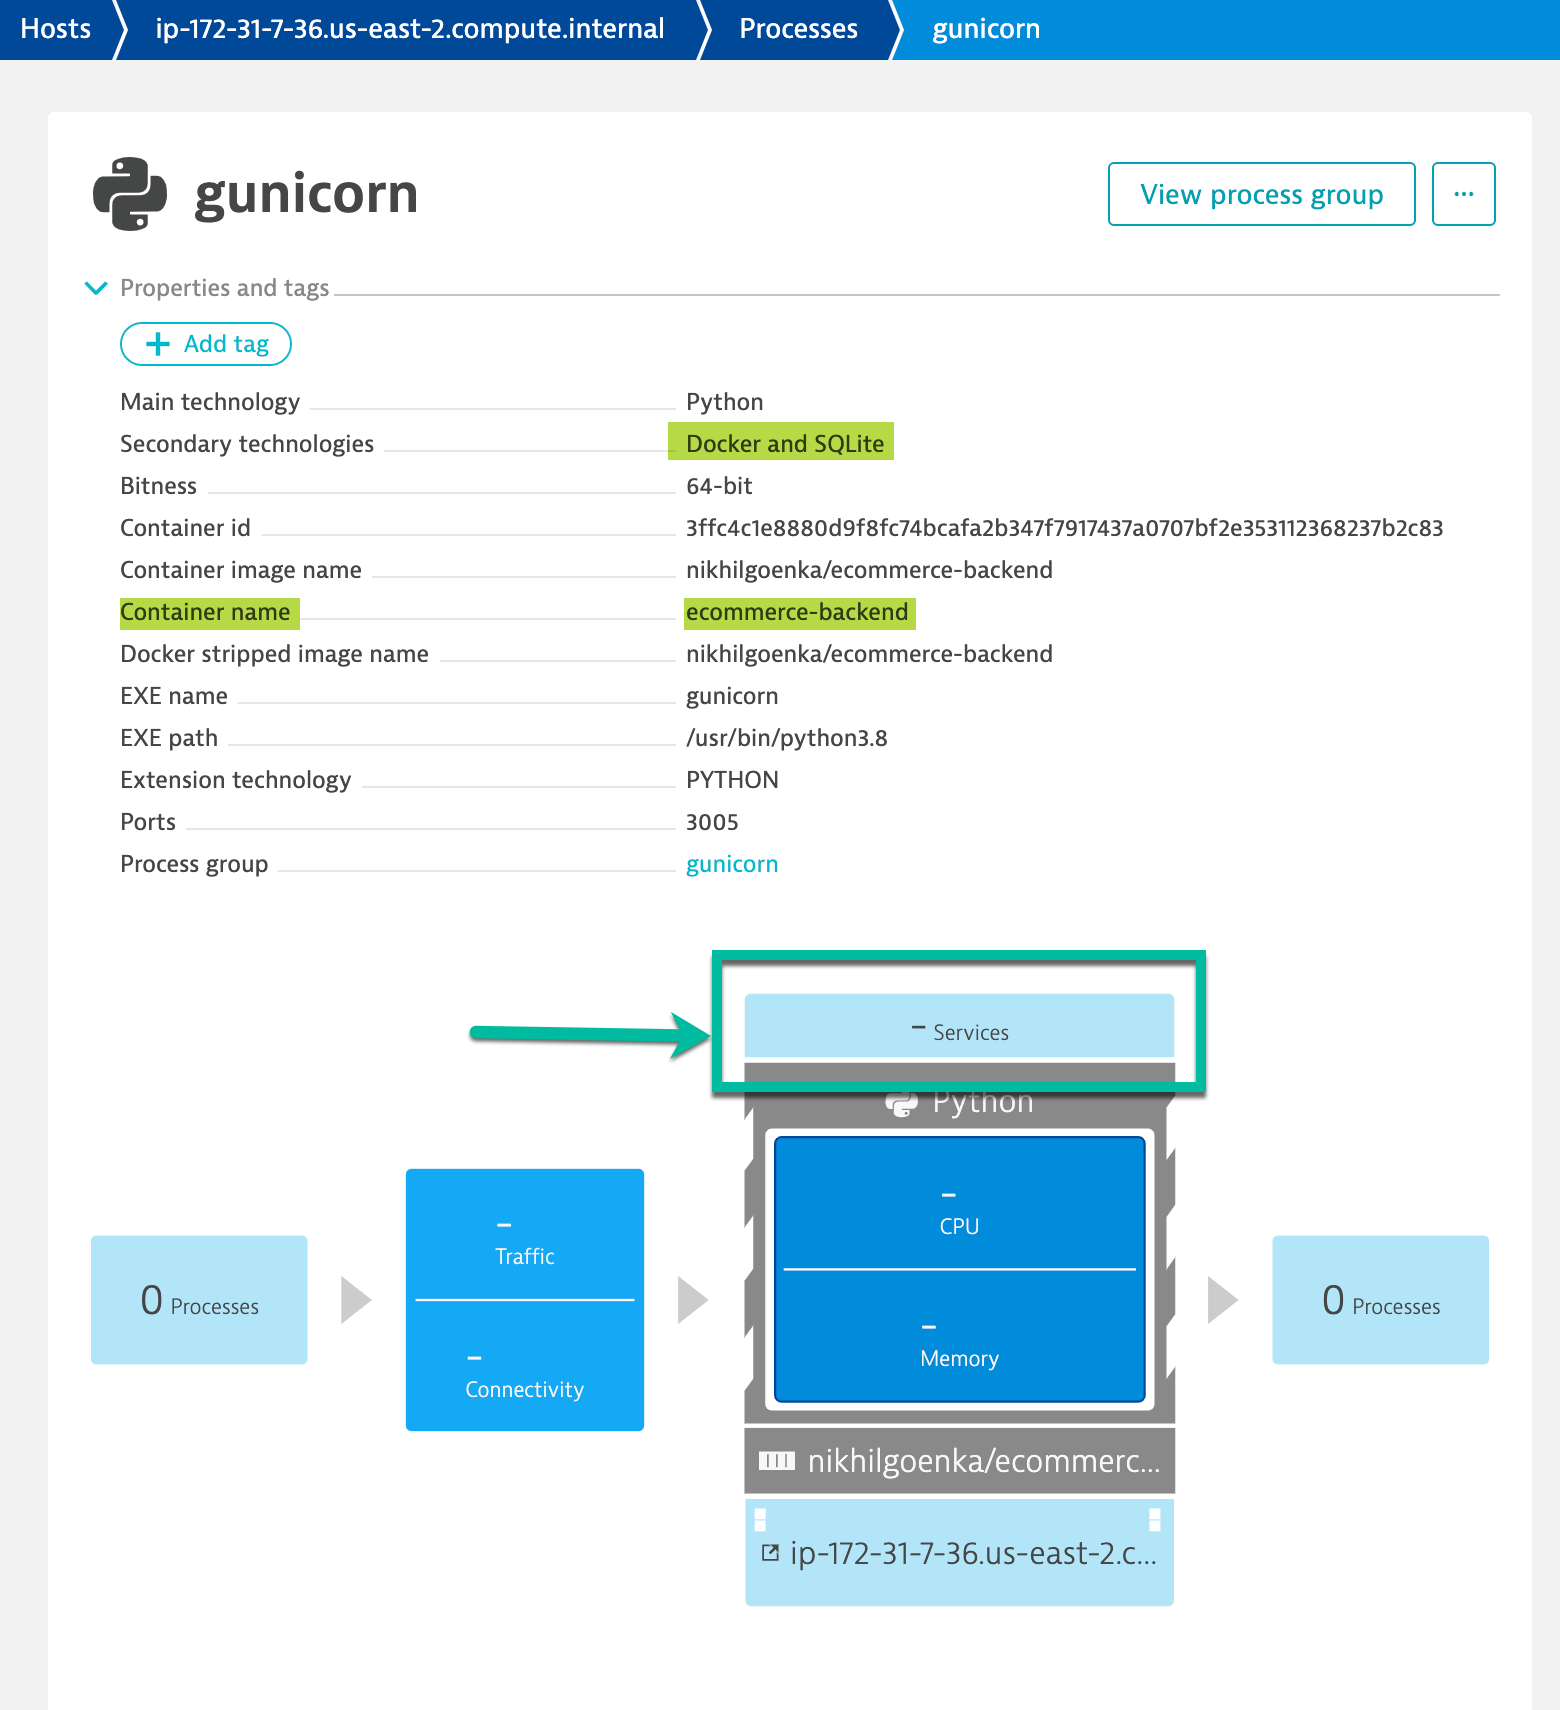 Hosts ip-172-31-7-36.us-east-2.compute.internal Processes gunicorn
gunicorn
View process group
...
Properties and tags
Add tag
Main technology Python
Secondary technologies Docker and SQLite
Bitness 64-bit
Container id 3ffc4c1e8880d9f8fc74bcafa2b347f7917437a0707bf2e353112368237b2c83
Container image name nikhilgoenka/ecommerce-backend
Container name ecommerce-backend
Docker stripped image name nikhilgoenka/ecommerce-backend
EXE name gunicorn
EXE path /usr/bin/python3.8
Extension technology PYTHON
Ports 3005
Process group gunicorn
– Services
Python
–
CPU
–
Traffic
0 Processes
0 Processes
–
Memory
–
Connectivity
nikhilgoenka/ecommerc...
ip-172-31-7-36.us-east-2.c...